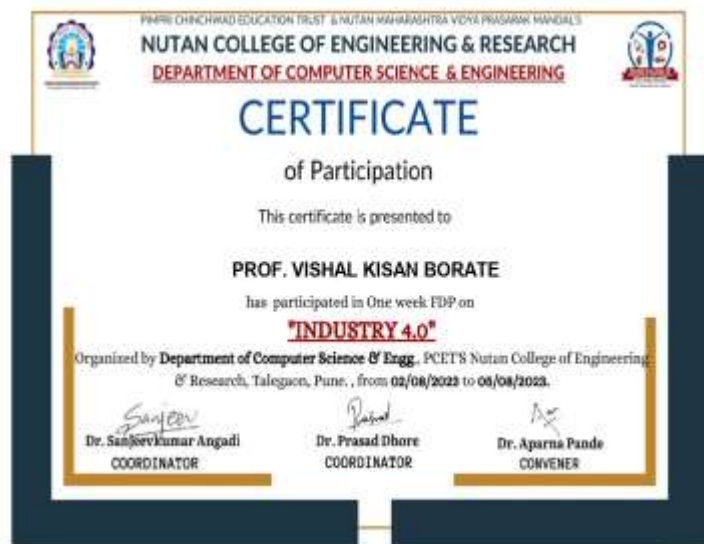 PIMPRI CHINCHWAD EDUCATION TRUST & NUTAN MAHARASHTRA VIDYA PRASARAK MANDAL'S
NUTAN COLLEGE OF ENGINEERING & RESEARCH
DEPARTMENT OF COMPUTER SCIENCE & ENGINEERING
CERTIFICATE
of Participation
This certificate is presented to
PROF. VISHAL KISAN BORATE
has participated in One week FDP on
"INDUSTRY 4.0"
Organized by Department of Computer Science & Engg., PCET'S Nutan College of Engineering
& Research, Talegaon, Pune. , from 02/08/2023 to 08/08/2023.
Sanjeev Prasad
Dr. Sanjeevkumar Angadi Dr. Prasad Dhore Dr. Aparna Pande
COORDINATOR COORDINATOR CONVENER